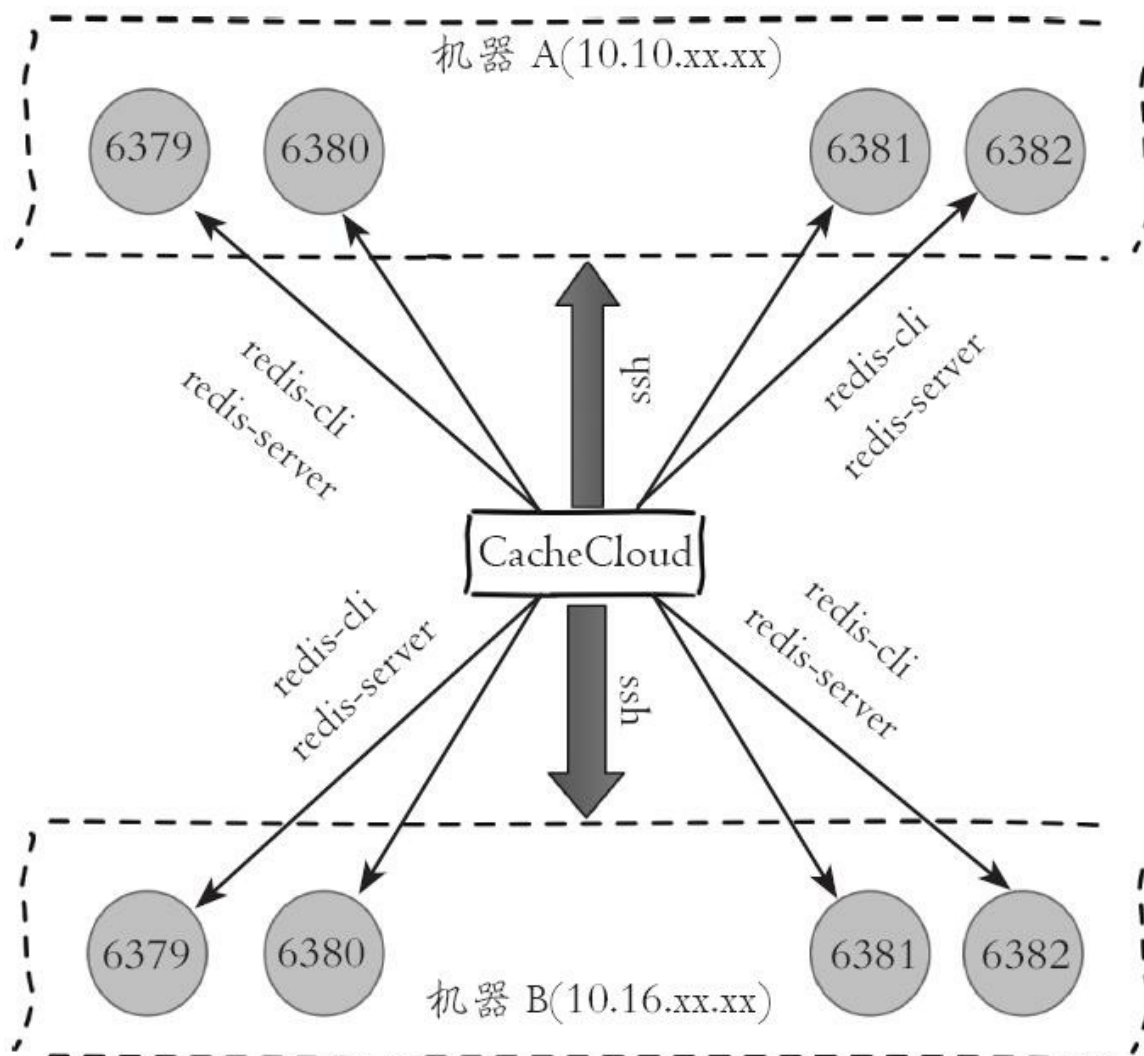 机器 A(10.10.xx.xx)
6379
6380
6381
6382
redis-cli
redis-server
ssh
redis-cli
redis-server
CacheCloud
redis-cli
redis-server
ssh
redis-cli
redis-server
6379
6380
6381
6382
机器 B(10.16.xx.xx)